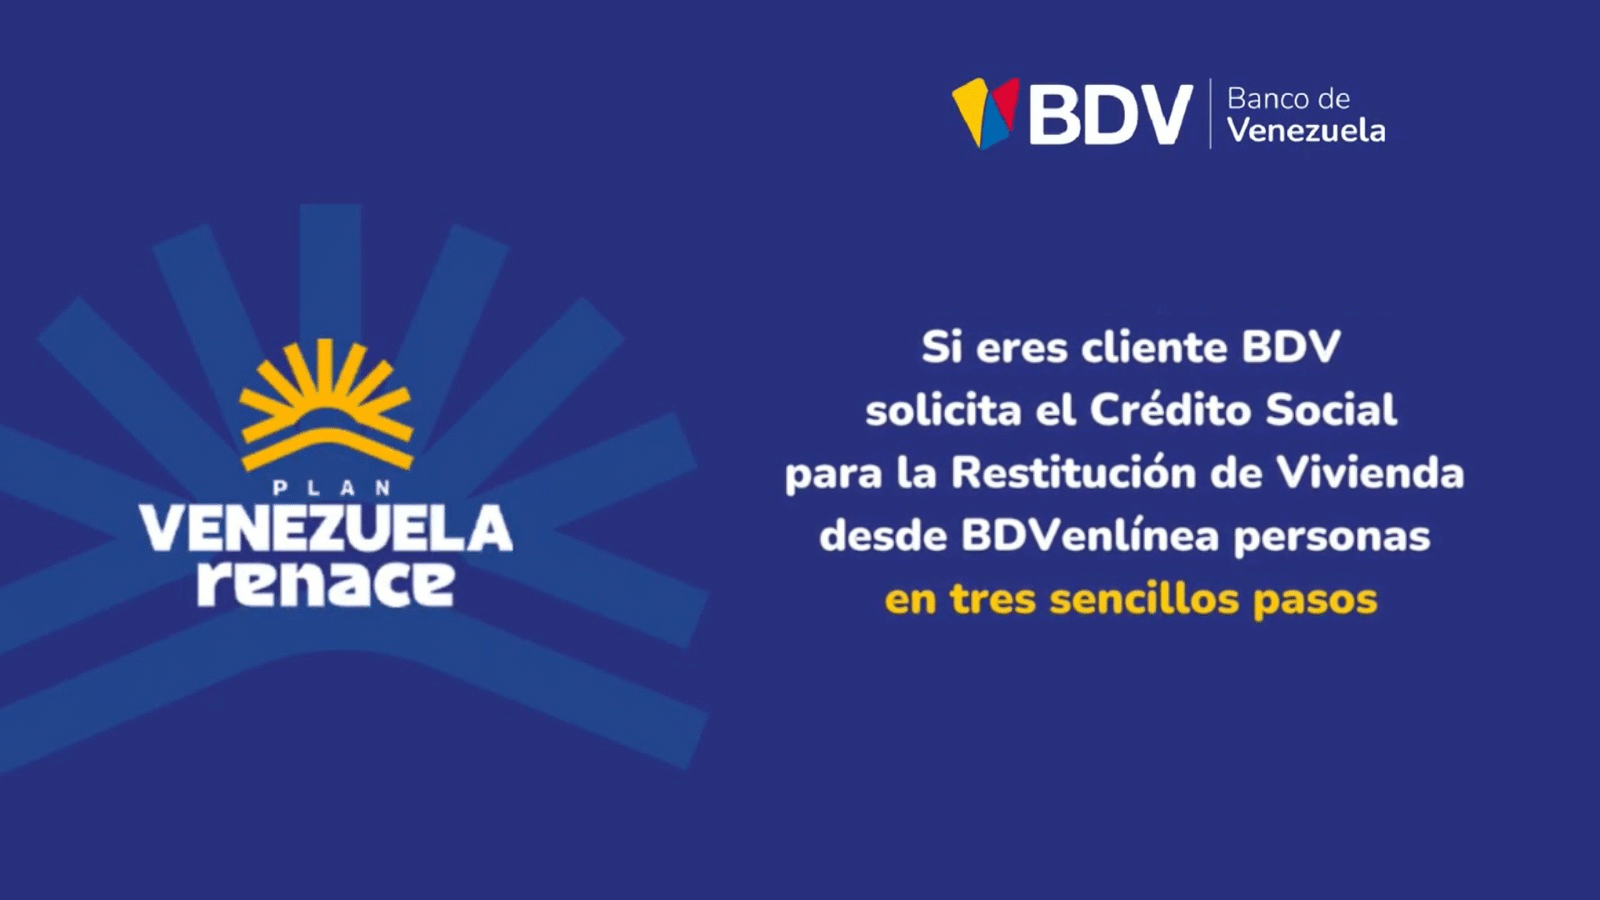 BDV
Banco de
Venezuela
PLAN
VENEZUELA
renace
Si eres cliente BDV
solicita el Crédito Social
para la Restitución de Vivienda
desde BDVenlínea personas
en tres sencillos pasos